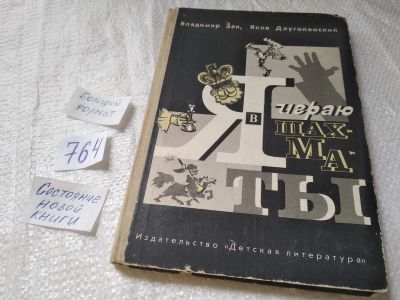 Владимир Зак, Яков Длуголенский
Я
играю
в
ШАХ-
МА-
ТЫ
Издательство «Детская литература»
Большой
формат
764
Состояние
новой
книги